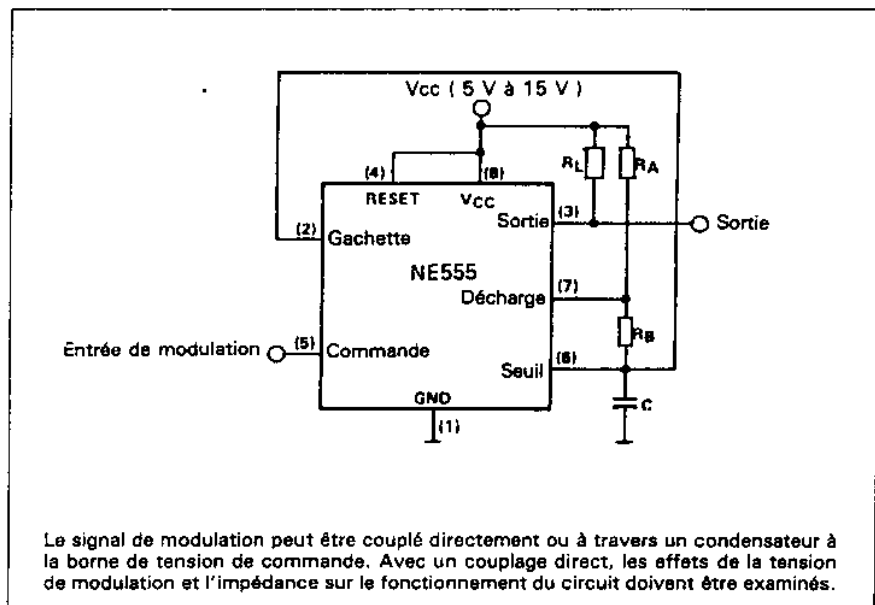 Vcc ( 5 V à 15 V )
RL
RA
(4)
(8)
RESET
VCC
(2)
Gachette
Sortie
(3)
Sortie
NE555
Décharge
(7)
RB
Entrée de modulation
(5)
Commande
Seuil
(6)
GND
(1)
C
Le signal de modulation peut être couplé directement ou à travers un condensateur à
la borne de tension de commande. Avec un couplage direct, les effets de la tension
de modulation et l'impédance sur le fonctionnement du circuit doivent être examinés.